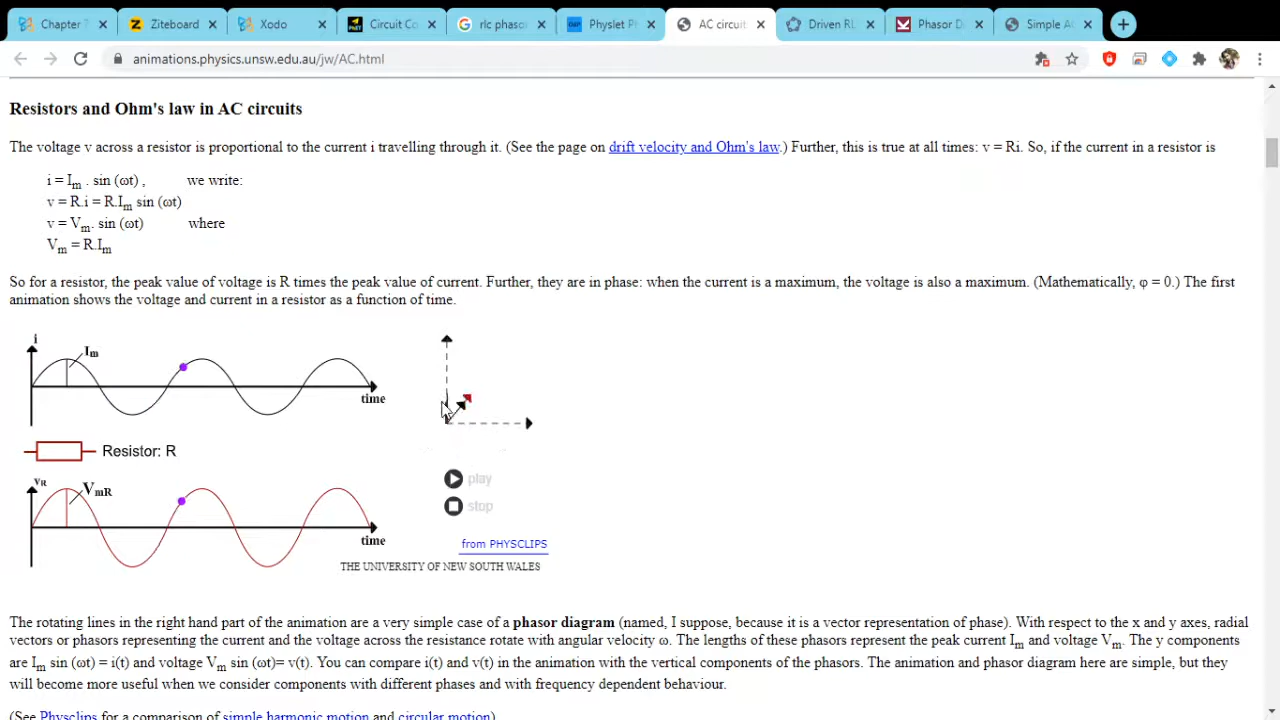 Chapter 7
Ziteboard
Xodo
Circuit Co
rlc phaso
Physlet P
AC circuit
Driven RL
Phasor D
Simple A
animations.physics.unsw.edu.au/jw/AC.html
Resistors and Ohm's law in AC circuits
The voltage v across a resistor is proportional to the current i travelling through it. (See the page on drift velocity and Ohm's law.) Further, this is true at all times: v = Ri. So, if the current in a resistor is
i = Im . sin (ωt) , we write:
v = R.i = R.Im sin (ωt)
v = Vm. sin (ωt) where
Vm = R.Im
So for a resistor, the peak value of voltage is R times the peak value of current. Further, they are in phase: when the current is a maximum, the voltage is also a maximum. (Mathematically, φ = 0.) The first
animation shows the voltage and current in a resistor as a function of time.
i
Im
time
Resistor: R
vR
VmR
time
play
stop
from PHYSCLIPS
THE UNIVERSITY OF NEW SOUTH WALES
The rotating lines in the right hand part of the animation are a very simple case of a phasor diagram (named, I suppose, because it is a vector representation of phase). With respect to the x and y axes, radial
vectors or phasors representing the current and the voltage across the resistance rotate with angular velocity ω. The lengths of these phasors represent the peak current Im and voltage Vm. The y components
are Im sin (ωt) = i(t) and voltage Vm sin (ωt)= v(t). You can compare i(t) and v(t) in the animation with the vertical components of the phasors. The animation and phasor diagram here are simple, but they
will become more useful when we consider components with different phases and with frequency dependent behaviour.
(See Physclips for a comparison of simple harmonic motion and circular motion)